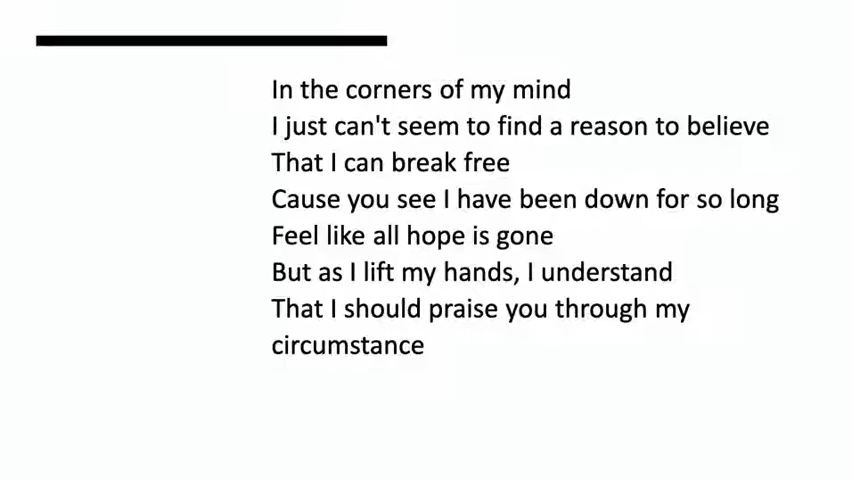 In the corners of my mind
I just can't seem to find a reason to believe
That I can break free
Cause you see I have been down for so long
Feel like all hope is gone
But as I lift my hands, I understand
That I should praise you through my
circumstance